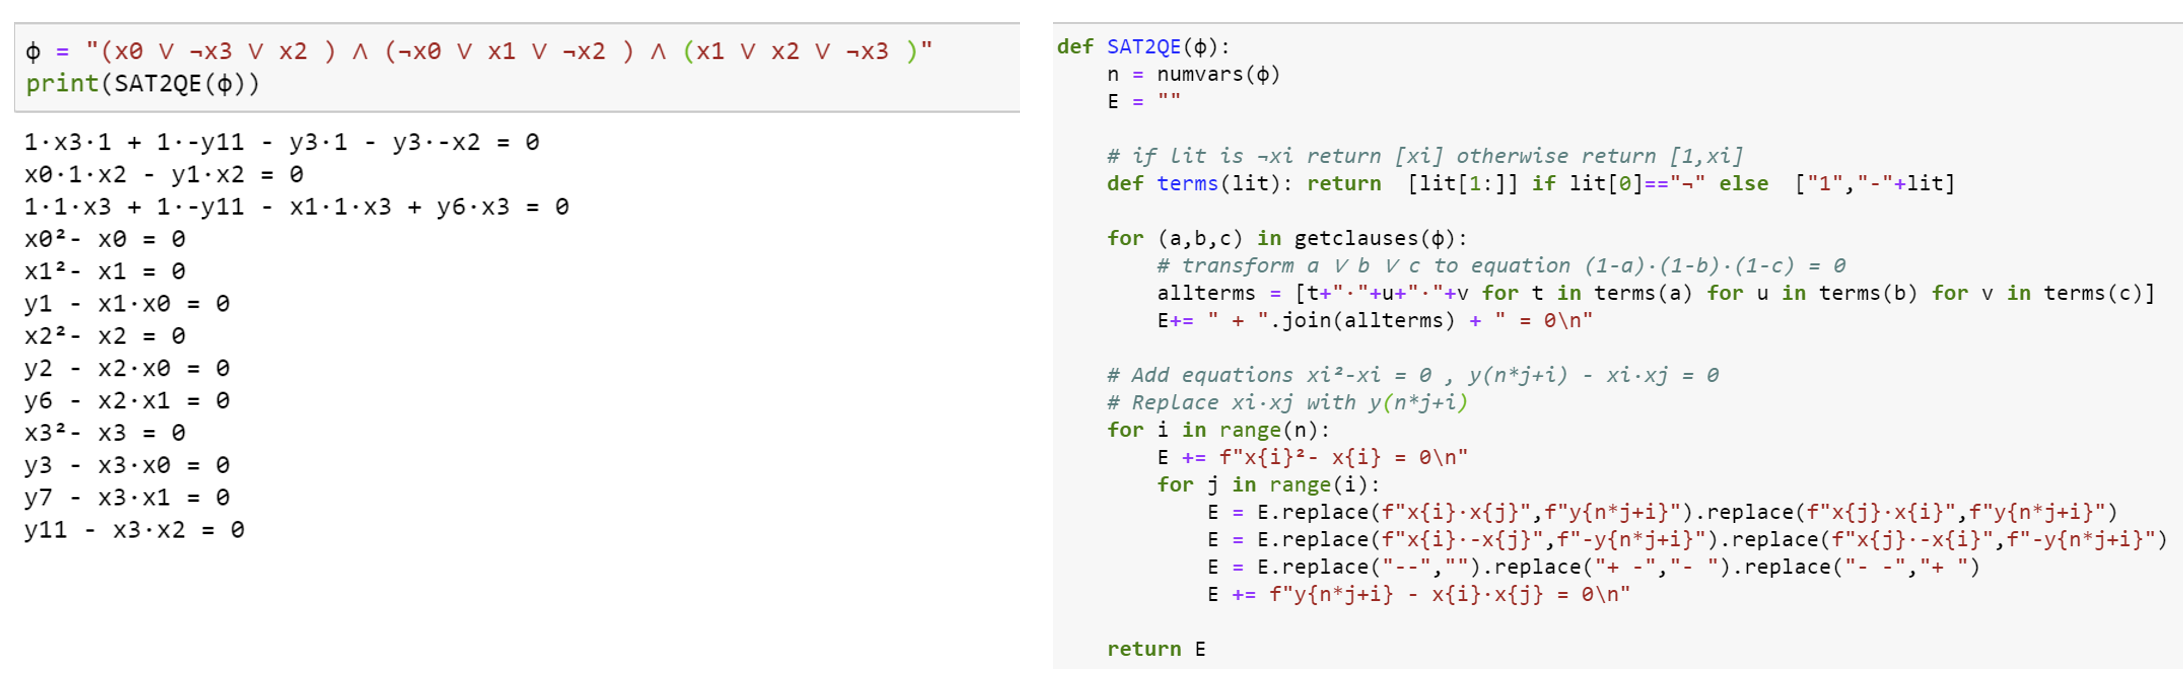 ϕ = "(x0 ∨ ¬x3 ∨ x2 ) ∧ (¬x0 ∨ x1 ∨ ¬x2 ) ∧ (x1 ∨ x2 ∨ ¬x3 )"
print(SAT2QE(ϕ))
1·x3·1 + 1·-y11 - y3·1 - y3·-x2 = 0
x0·1·x2 - y1·x2 = 0
1·1·x3 + 1·-y11 - x1·1·x3 + y6·x3 = 0
x0²- x0 = 0
x1²- x1 = 0
y1 - x1·x0 = 0
x2²- x2 = 0
y2 - x2·x0 = 0
y6 - x2·x1 = 0
x3²- x3 = 0
y3 - x3·x0 = 0
y7 - x3·x1 = 0
y11 - x3·x2 = 0
def SAT2QE(ϕ):
    n = numvars(ϕ)
    E = ""
    # if lit is ¬xi return [xi] otherwise return [1,xi]
    def terms(lit): return  [lit[1:]] if lit[0]=="¬" else  ["1","-"+lit]
    for (a,b,c) in getclauses(ϕ):
        # transform a ∨ b ∨ c to equation (1-a)·(1-b)·(1-c) = 0
        allterms = [t+"·"+u+"·"+v for t in terms(a) for u in terms(b) for v in terms(c)]
        E+= " + ".join(allterms) + " = 0\n"
    # Add equations xi²-xi = 0 , y(n*j+i) - xi·xj = 0
    # Replace xi·xj with y(n*j+i)
    for i in range(n):
        E += f"x{i}²- x{i} = 0\n"
        for j in range(i):
            E = E.replace(f"x{i}·x{j}",f"y{n*j+i}").replace(f"x{j}·x{i}",f"y{n*j+i}")
            E = E.replace(f"x{i}·-x{j}",f"-y{n*j+i}").replace(f"x{j}·-x{i}",f"-y{n*j+i}")
            E = E.replace("--","").replace("+ -","- ").replace("- -","+ ")
            E += f"y{n*j+i} - x{i}·x{j} = 0\n"
    return E